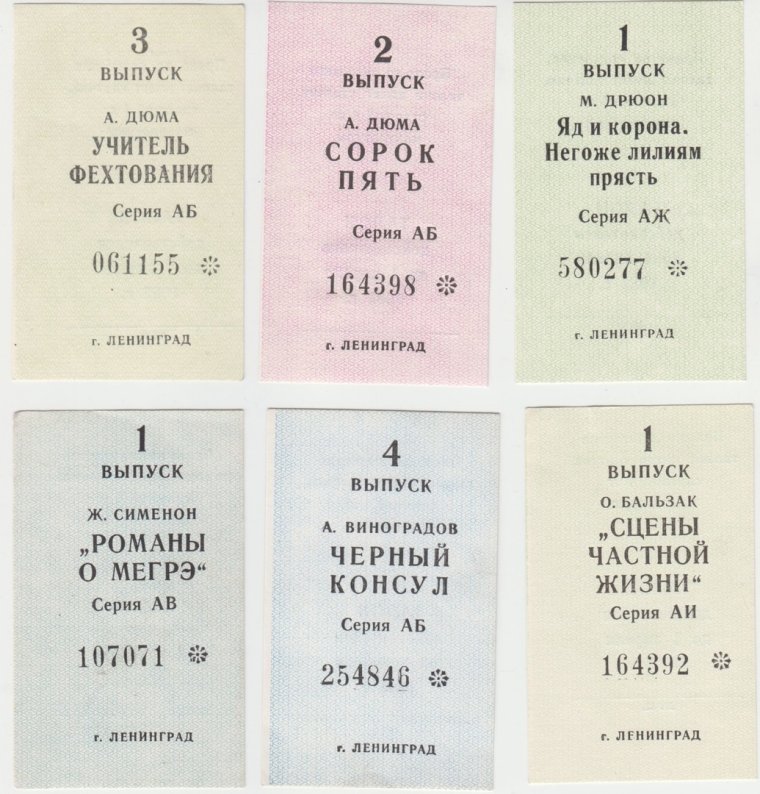 3
ВЫПУСК
А. ДЮМА
УЧИТЕЛЬ
ФЕХТОВАНИЯ
Серия АБ
061155
г. ЛЕНИНГРАД
2
ВЫПУСК
А. ДЮМА
СОРОК
ПЯТЬ
Серия АБ
164398
г. ЛЕНИНГРАД
1
ВЫПУСК
М. ДРЮОН
Яд и корона.
Негоже лилиям
прясть
Серия АЖ
580277
г. ЛЕНИНГРАД
1
ВЫПУСК
Ж. СИМЕНОН
„РОМАНЫ
О МЕГРЭ“
Серия АВ
107071
г. ЛЕНИНГРАД
4
ВЫПУСК
А. ВИНОГРАДОВ
ЧЕРНЫЙ
КОНСУЛ
Серия АБ
254846
г. ЛЕНИНГРАД
1
ВЫПУСК
О. БАЛЬЗАК
„СЦЕНЫ
ЧАСТНОЙ
ЖИЗНИ“
Серия АИ
164392
г. ЛЕНИНГРАД